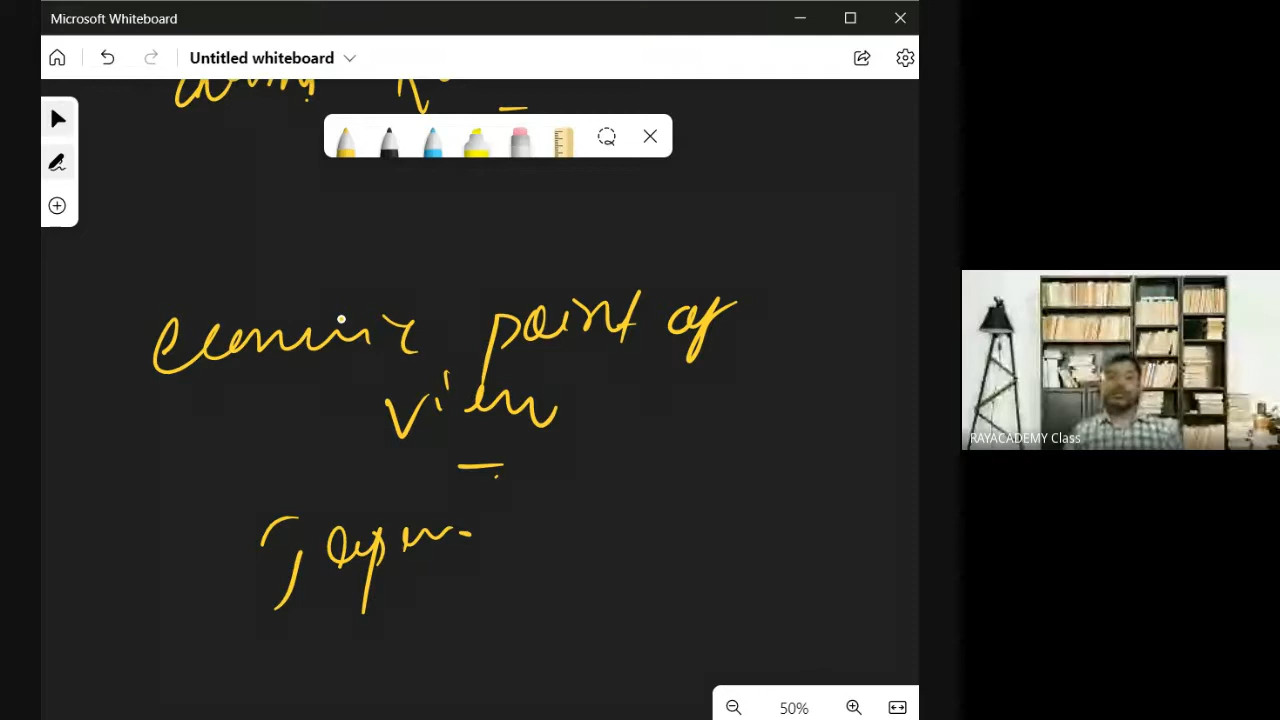 Microsoft Whiteboard
Untitled whiteboard
economic point of
view
RAYACADEMY Class
50%